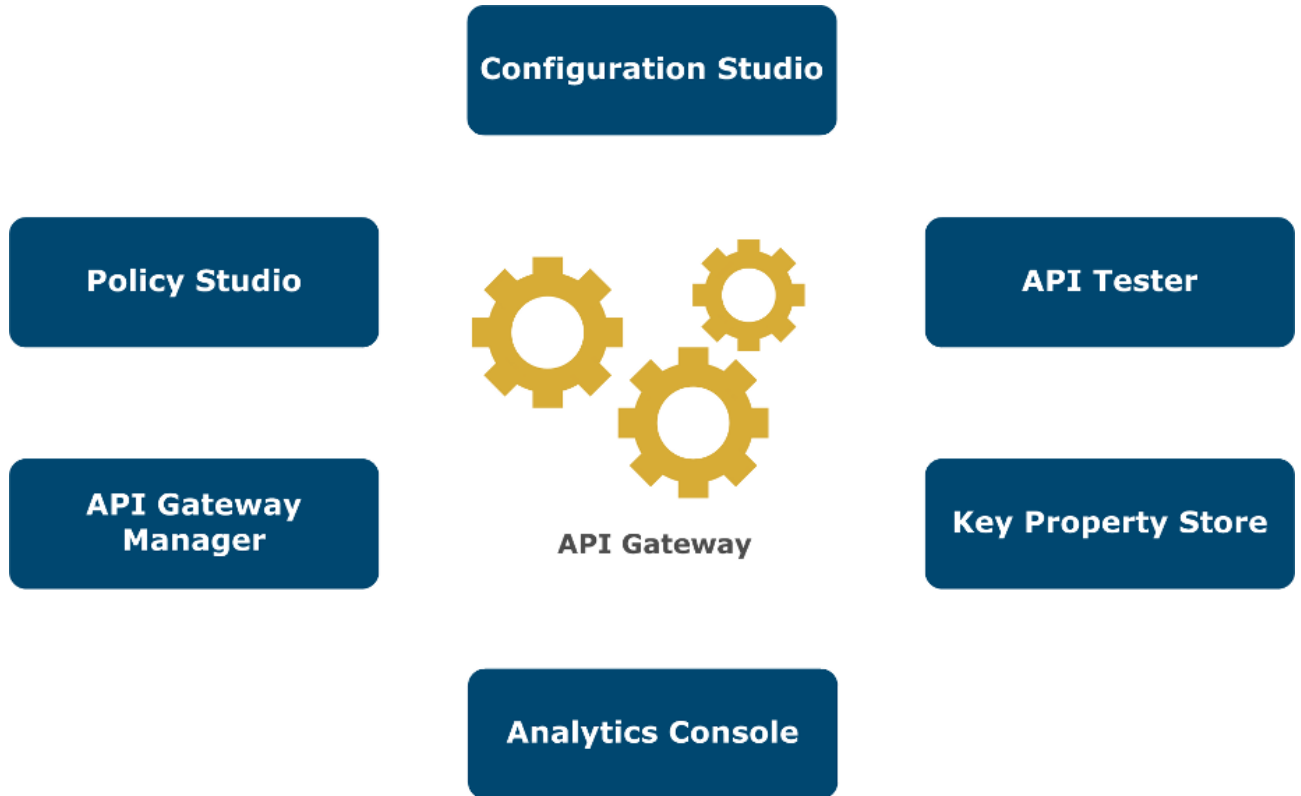 Configuration Studio
Policy Studio
API Tester
API Gateway
Manager
Key Property Store
API Gateway
Analytics Console